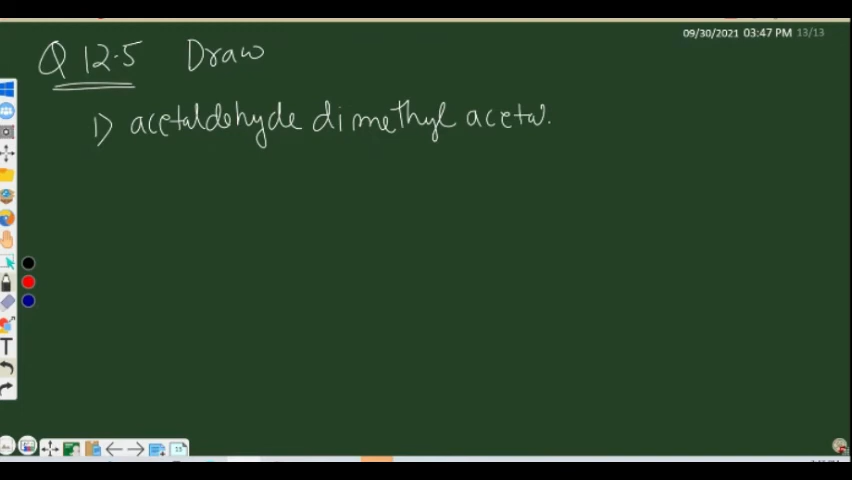 09/30/2021 03:47 PM 13/13
Q 12.5 Draw
1) acetaldehyde dimethyl acetal.